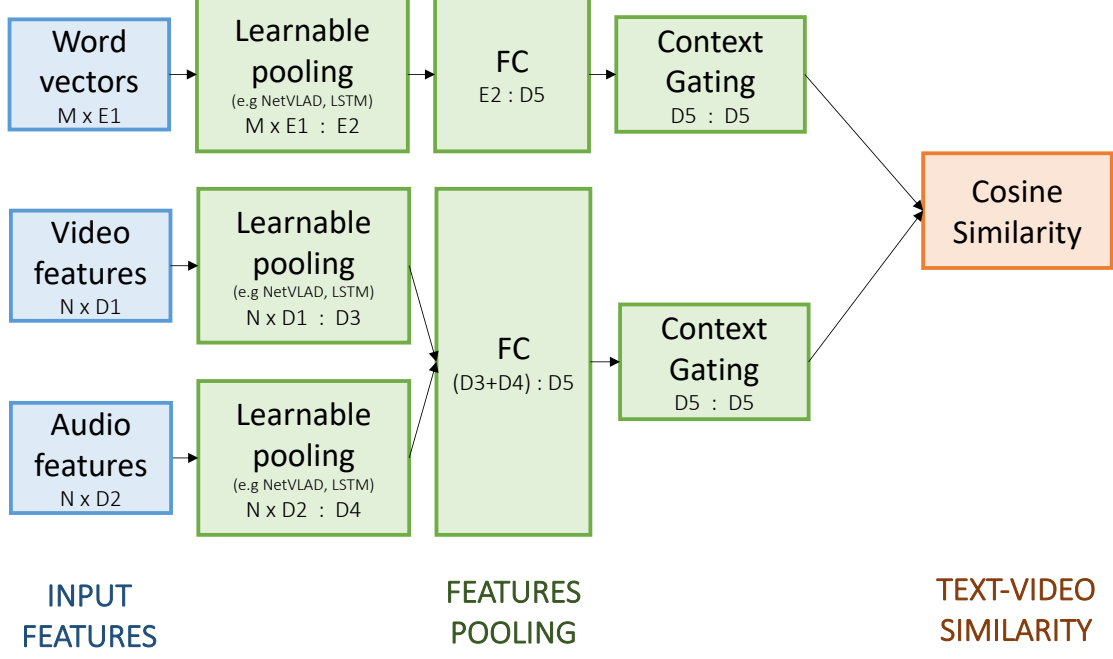 Word
vectors
M x E1
Learnable
pooling
(e.g NetVLAD, LSTM)
M x E1 : E2
FC
E2 : D5
Context
Gating
D5 : D5
Video
features
N x D1
Learnable
pooling
(e.g NetVLAD, LSTM)
N x D1 : D3
Audio
features
N x D2
Learnable
pooling
(e.g NetVLAD, LSTM)
N x D2 : D4
FC
(D3+D4) : D5
Context
Gating
D5 : D5
Cosine
Similarity
INPUT
FEATURES
FEATURES
POOLING
TEXT-VIDEO
SIMILARITY